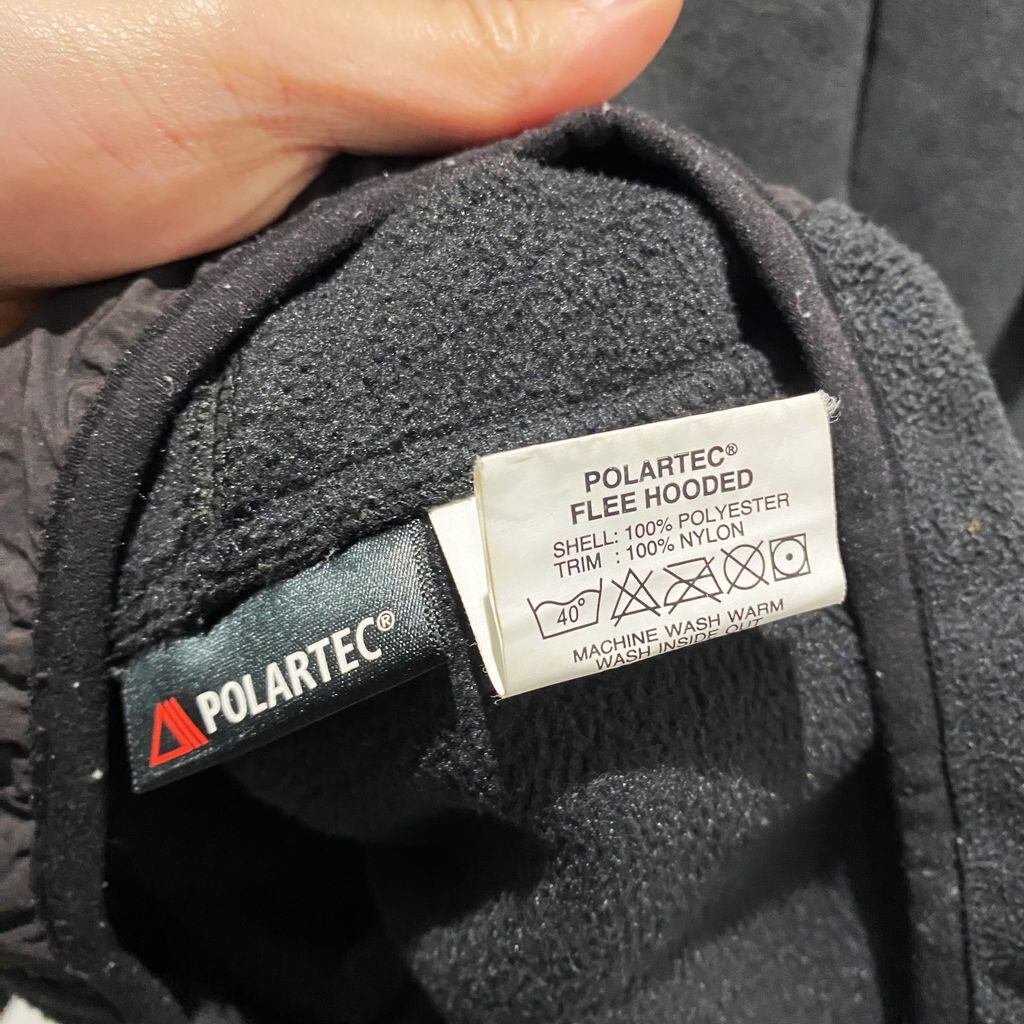 POLARTEC®
FLEE HOODED
SHELL: 100% POLYESTER
TRIM : 100% NYLON
40°
MACHINE WASH WARM
WASH INSIDE OUT
POLARTEC®